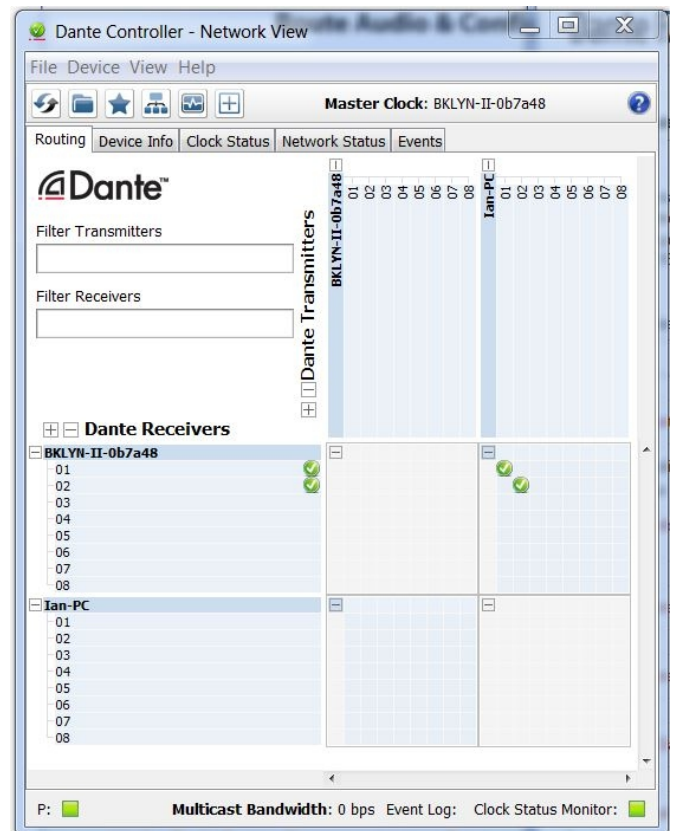 Dante Controller - Network View
File Device View Help
Master Clock: BKLYN-II-0b7a48
Routing Device Info Clock Status Network Status Events
Dante™
Filter Transmitters
Filter Receivers
Dante Transmitters
BKLYN-II-0b7a48
01 02 03 04 05 06 07 08
Ian-PC
01 02 03 04 05 06 07 08
Dante Receivers
BKLYN-II-0b7a48
01
02
03
04
05
06
07
08
Ian-PC
01
02
03
04
05
06
07
08
P:
Multicast Bandwidth: 0 bps Event Log: Clock Status Monitor: